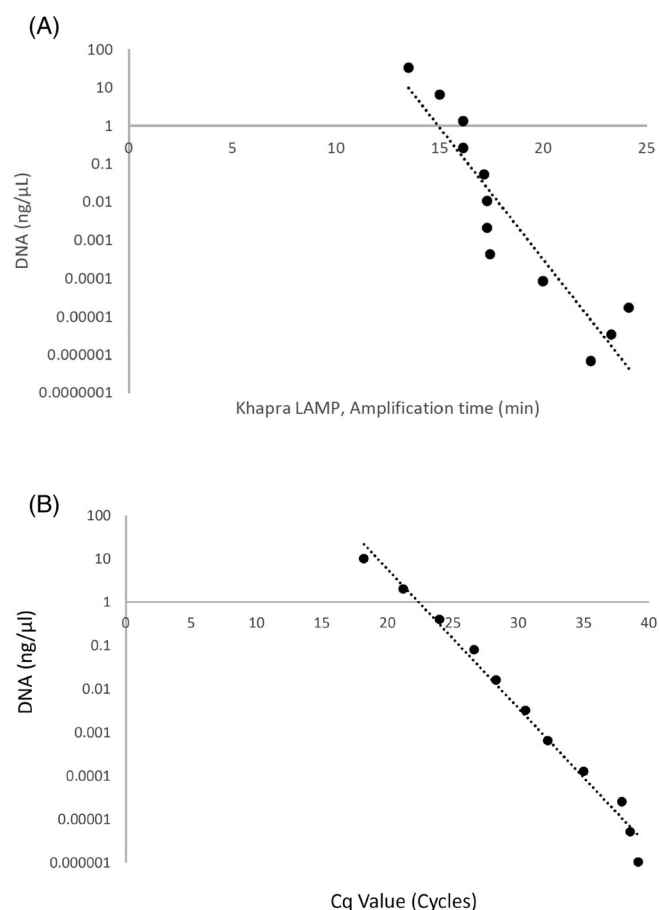 (A)
100
10
1
0.1
0.01
0.001
0.0001
0.00001
0.000001
0.0000001
0 5 10 15 20 25
DNA (ng/µL)
Khapra LAMP, Amplification time (min)
(B)
100
10
1
0.1
0.01
0.001
0.0001
0.00001
0.000001
0 5 10 15 20 25 30 35 40
DNA (ng/µl)
Cq Value (Cycles)